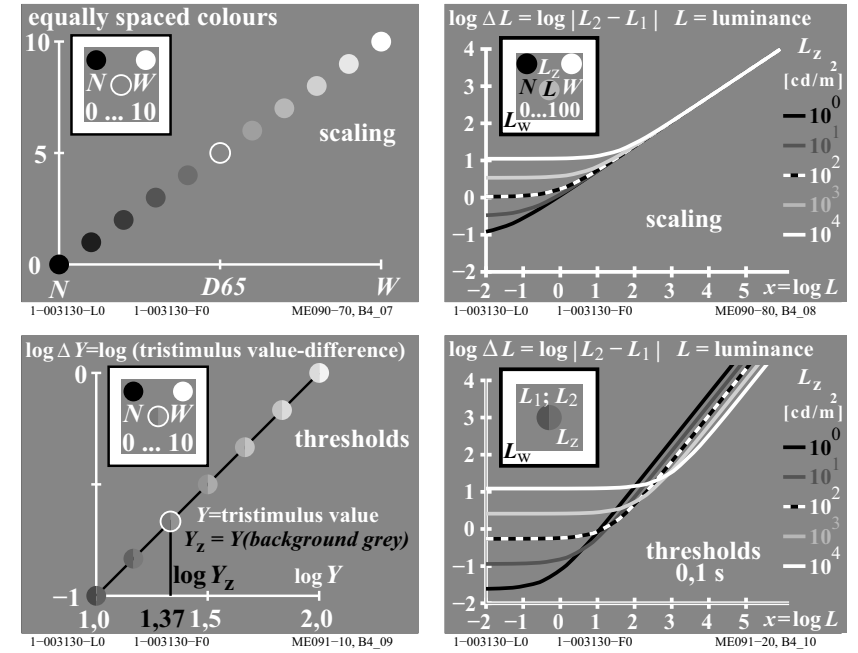 equally spaced colours
10
N W
0 ... 10
scaling
5
0
N D65 W
1–003130–L0 1–003130–F0 ME090–70, B4_07
log ΔL = log |L2 – L1| L = luminance
4
3
2
1
0
–1
–2
Lz
N L W
0...100
Lw
Lz
[cd/m2]
10^0
10^1
10^2
10^3
10^4
scaling
–2 –1 0 1 2 3 4 5 x = log L
1–003130–L0 1–003130–F0 ME090–80, B4_08
log ΔY=log (tristimulus value-difference)
0
N W
0 ... 10
thresholds
Y=tristimulus value
Yz = Y(background grey)
log Yz log Y
–1
1,0 1,37 1,5 2,0
1–003130–L0 1–003130–F0 ME091–10, B4_09
log ΔL = log |L2 – L1| L = luminance
4
3
2
1
0
–1
–2
L1; L2
Lz
Lw
Lz
[cd/m2]
10^0
10^1
10^2
10^3
10^4
thresholds
0,1 s
–2 –1 0 1 2 3 4 5 x = log L
1–003130–L0 1–003130–F0 ME091–20, B4_10